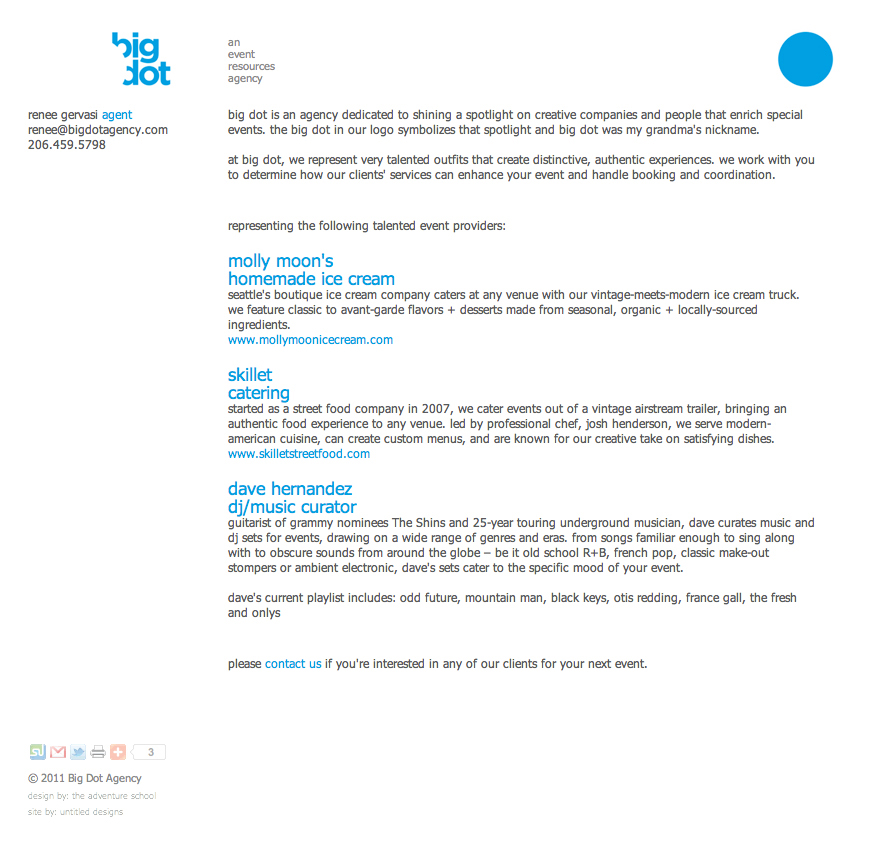 big
dot
an
event
resources
agency
renee gervasi agent
renee@bigdotagency.com
206.459.5798
big dot is an agency dedicated to shining a spotlight on creative companies and people that enrich special
events. the big dot in our logo symbolizes that spotlight and big dot was my grandma's nickname.
at big dot, we represent very talented outfits that create distinctive, authentic experiences. we work with you
to determine how our clients' services can enhance your event and handle booking and coordination.
representing the following talented event providers:
molly moon's
homemade ice cream
seattle's boutique ice cream company caters at any venue with our vintage-meets-modern ice cream truck.
we feature classic to avant-garde flavors + desserts made from seasonal, organic + locally-sourced
ingredients.
www.mollymoonicecream.com
skillet
catering
started as a street food company in 2007, we cater events out of a vintage airstream trailer, bringing an
authentic food experience to any venue. led by professional chef, josh henderson, we serve modern-
american cuisine, can create custom menus, and are known for our creative take on satisfying dishes.
www.skilletstreetfood.com
dave hernandez
dj/music curator
guitarist of grammy nominees The Shins and 25-year touring underground musician, dave curates music and
dj sets for events, drawing on a wide range of genres and eras. from songs familiar enough to sing along
with to obscure sounds from around the globe – be it old school R+B, french pop, classic make-out
stompers or ambient electronic, dave's sets cater to the specific mood of your event.
dave's current playlist includes: odd future, mountain man, black keys, otis redding, france gall, the fresh
and onlys
please contact us if you're interested in any of our clients for your next event.
3
© 2011 Big Dot Agency
design by: the adventure school
site by: untitled designs